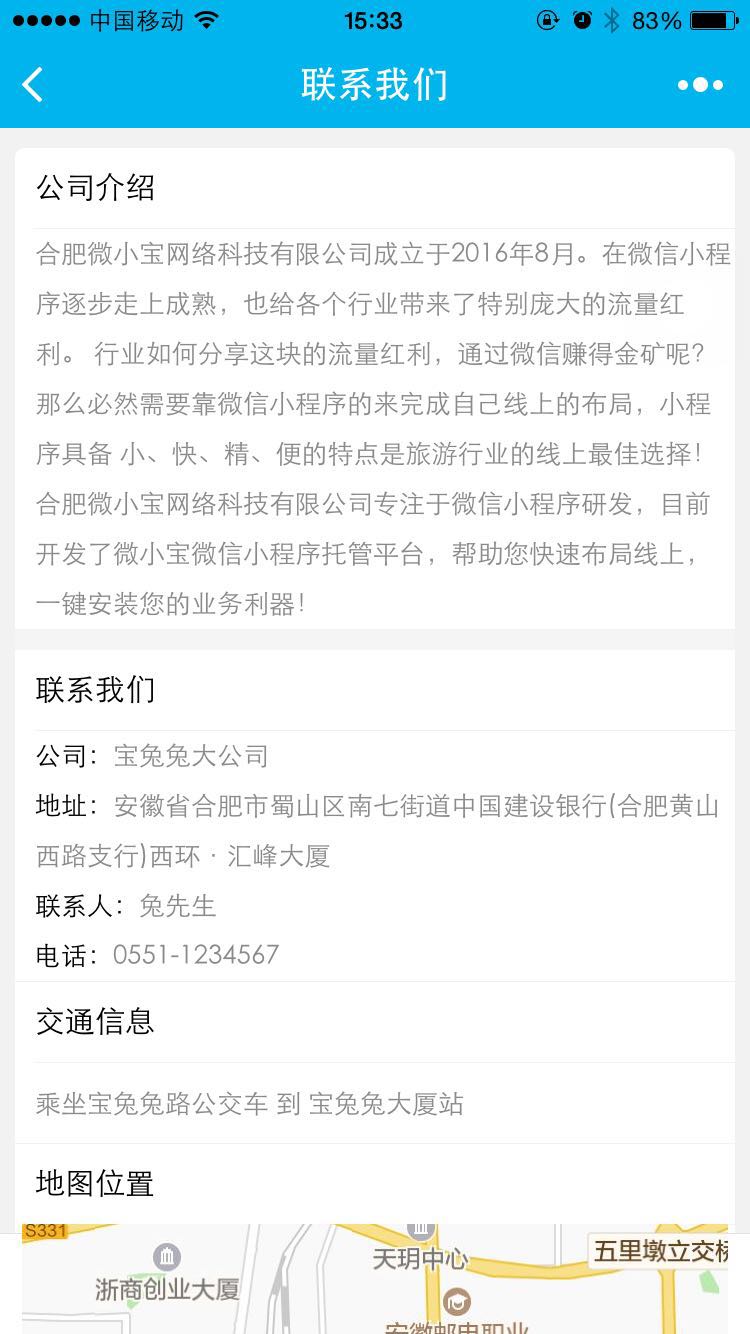 中国移动 15:33 83%
联系我们
公司介绍
合肥微小宝网络科技有限公司成立于2016年8月。在微信小程
序逐步走上成熟，也给各个行业带来了特别庞大的流量红
利。 行业如何分享这块的流量红利，通过微信赚得金矿呢？
那么必然需要靠微信小程序的来完成自己线上的布局，小程
序具备 小、快、精、便的特点是旅游行业的线上最佳选择！
合肥微小宝网络科技有限公司专注于微信小程序研发，目前
开发了微小宝微信小程序托管平台，帮助您快速布局线上，
一键安装您的业务利器！
联系我们
公司：宝兔兔大公司
地址：安徽省合肥市蜀山区南七街道中国建设银行(合肥黄山
西路支行)西环 · 汇峰大厦
联系人：兔先生
电话：0551-1234567
交通信息
乘坐宝兔兔路公交车 到 宝兔兔大厦站
地图位置
S331
天玥中心
五里墩立交桥
浙商创业大厦
安徽邮电职业